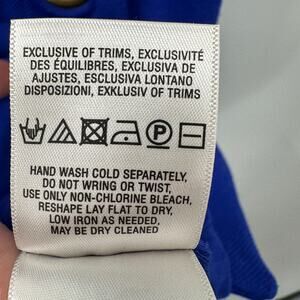 EXCLUSIVE OF TRIMS, EXCLUSIVITÉ
DES ÉQUILIBRES, EXCLUSIVA DE
AJUSTES, ESCLUSIVA LONTANO
DISPOSIZIONI, EXKLUSIV OF TRIMS
P
HAND WASH COLD SEPARATELY,
DO NOT WRING OR TWIST,
USE ONLY NON-CHLORINE BLEACH,
RESHAPE LAY FLAT TO DRY,
LOW IRON AS NEEDED,
MAY BE DRY CLEANED